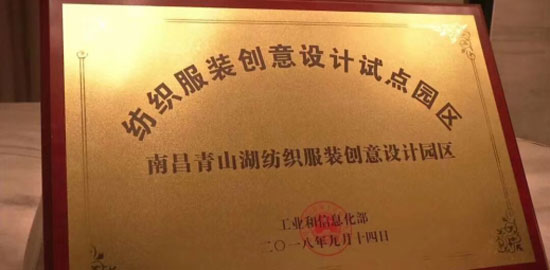 纺织服装创意设计试点园区
南昌青山湖纺织服装创意设计园区
工业和信息化部
二〇一八年九月十四日